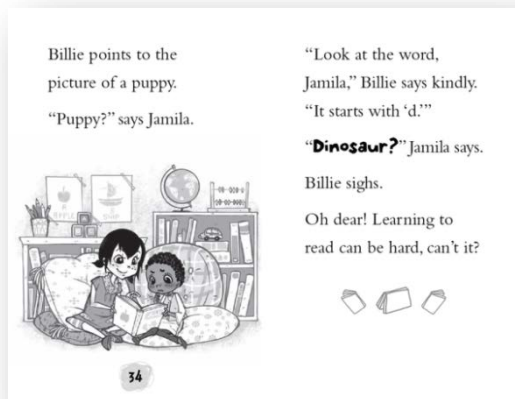 Billie points to the
picture of a puppy.
“Puppy?” says Jamila.
34
“Look at the word,
Jamila,” Billie says kindly.
“It starts with ‘d.’”
“Dinosaur?” Jamila says.
Billie sighs.
Oh dear! Learning to
read can be hard, can’t it?